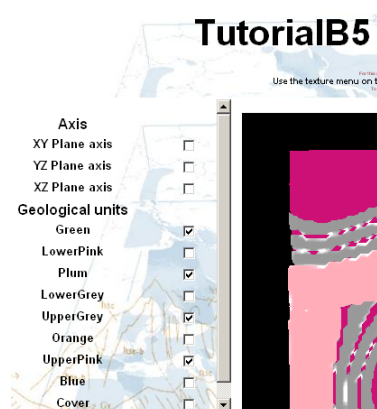 TutorialB5
Use the texture menu on t
Axis
XY Plane axis
YZ Plane axis
XZ Plane axis
Geological units
Green
LowerPink
Plum
LowerGrey
UpperGrey
Orange
UpperPink
Blue
Cover